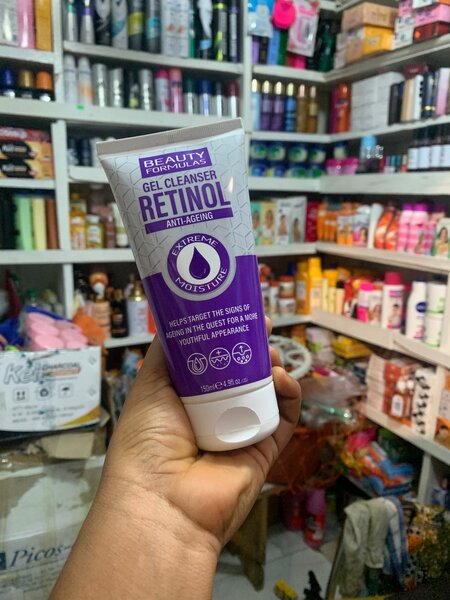 BEAUTY
FORMULAS
GEL CLEANSER
RETINOL
ANTI-AGEING
EXTREME
MOISTURE
HELPS TARGET THE SIGNS OF
AGEING IN THE QUEST FOR A MORE
YOUTHFUL APPEARANCE
150ml ℮ 4.9fl. oz.
Picos